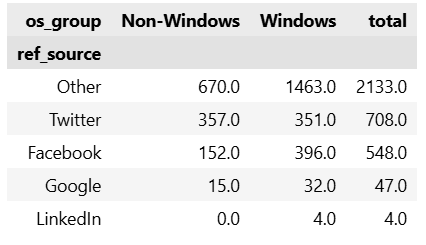 os_group Non-Windows Windows total
ref_source
Other 670.0 1463.0 2133.0
Twitter 357.0 351.0 708.0
Facebook 152.0 396.0 548.0
Google 15.0 32.0 47.0
LinkedIn 0.0 4.0 4.0